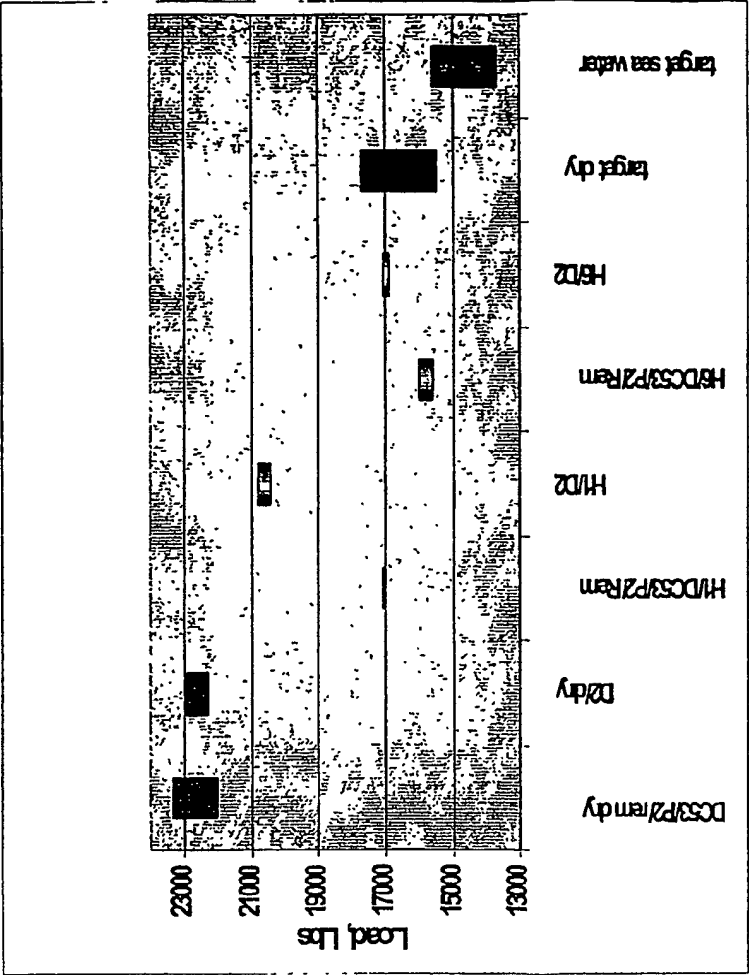 Load, Lbs
23000
21000
19000
17000
15000
13000
DC53/P2/rem dry
D2/dry
H1/DC53/P2/Rem
H1/D2
H6/DC53/P2/Rem
H6/D2
target dry
target sea water